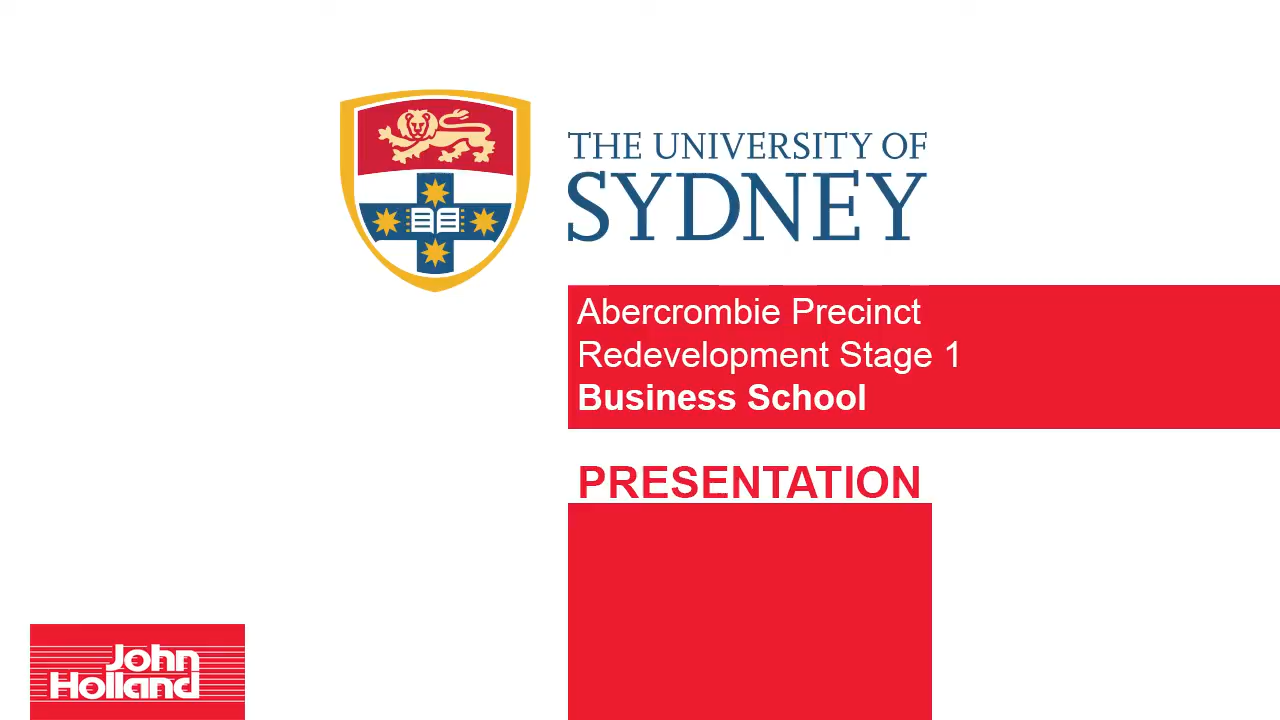 THE UNIVERSITY OF
SYDNEY
Abercrombie Precinct
Redevelopment Stage 1
Business School
PRESENTATION
John
Holland